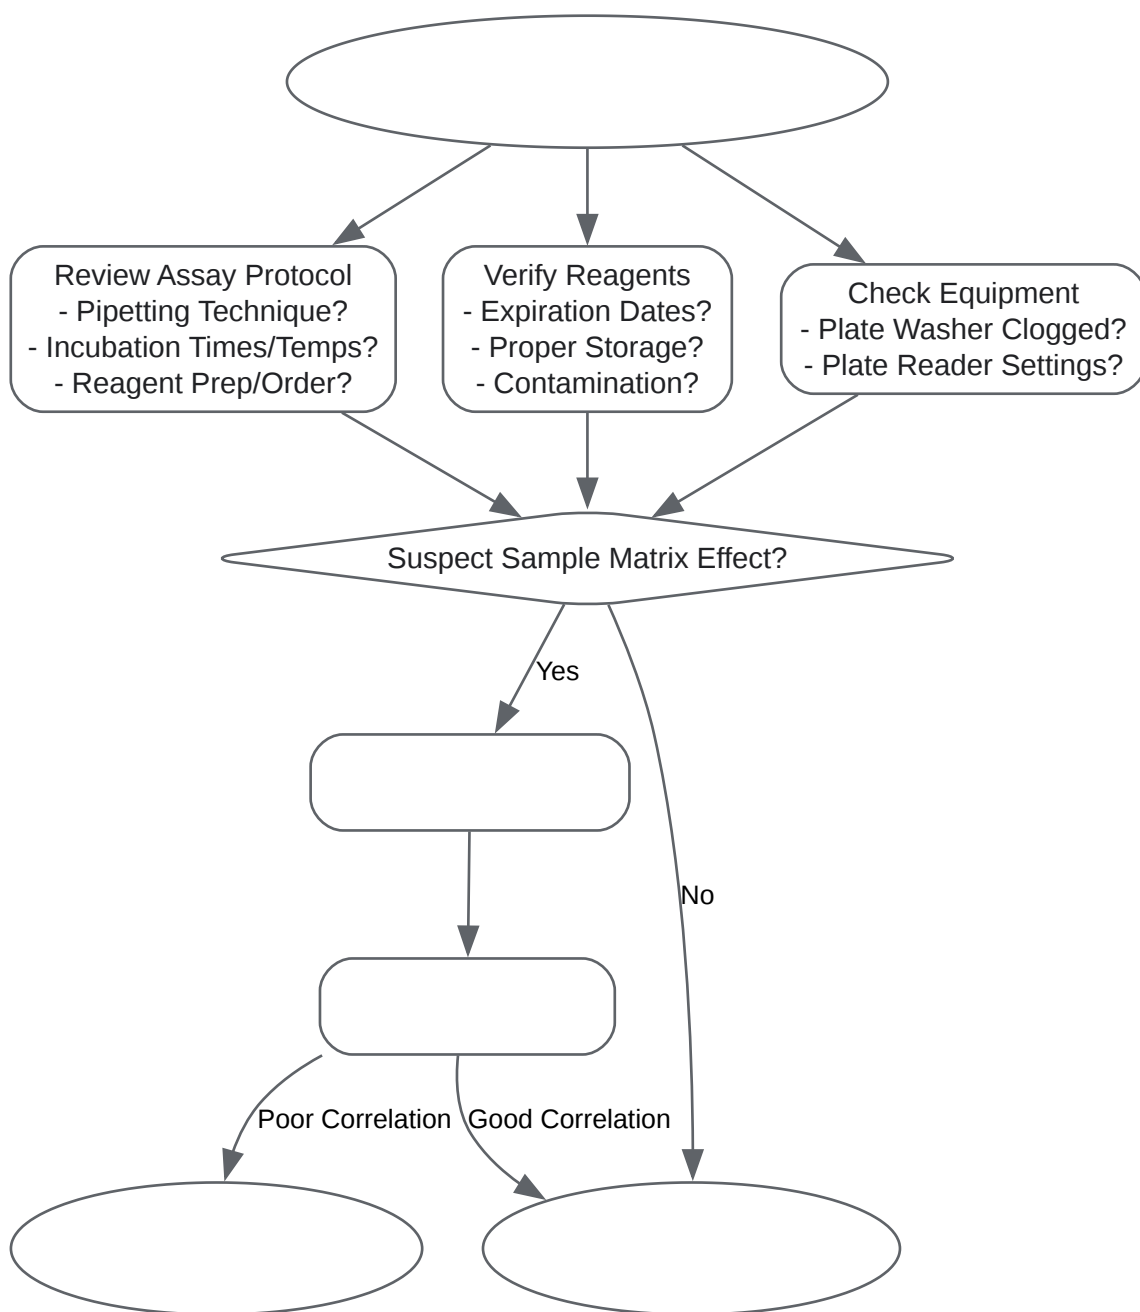 Review Assay Protocol
- Pipetting Technique?
- Incubation Times/Temps?
- Reagent Prep/Order?
Verify Reagents
- Expiration Dates?
- Proper Storage?
- Contamination?
Check Equipment
- Plate Washer Clogged?
- Plate Reader Settings?
Suspect Sample Matrix Effect?
Yes
No
Poor Correlation
Good Correlation